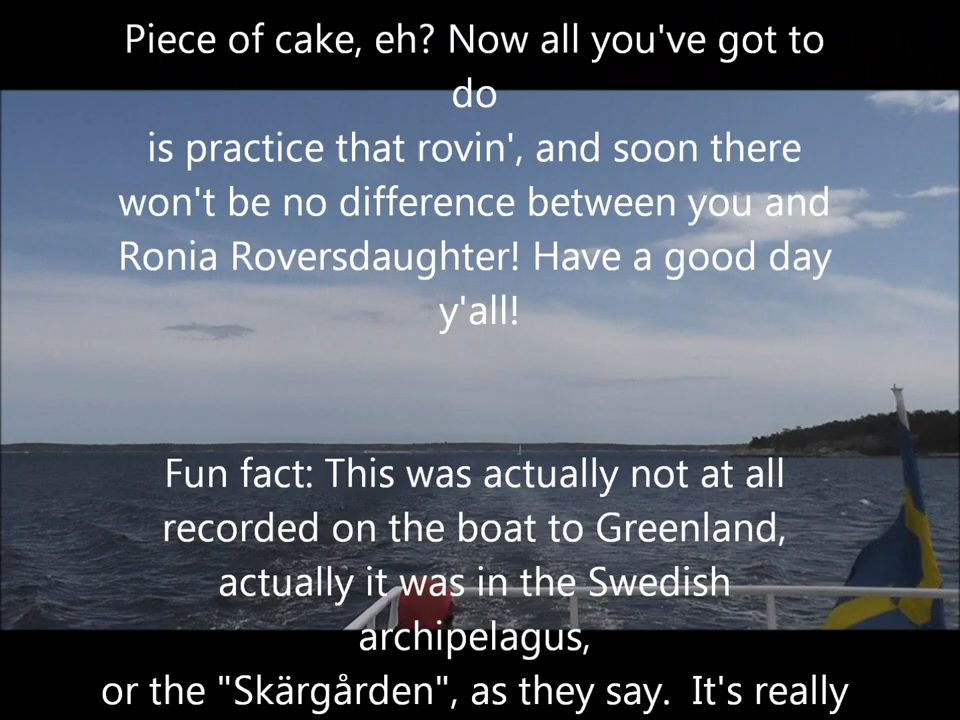 Piece of cake, eh? Now all you've got to
do
is practice that rovin', and soon there
won't be no difference between you and
Ronia Roversdaughter! Have a good day
y'all!
Fun fact: This was actually not at all
recorded on the boat to Greenland,
actually it was in the Swedish
archipelagus,
or the "Skärgården", as they say.  It's really